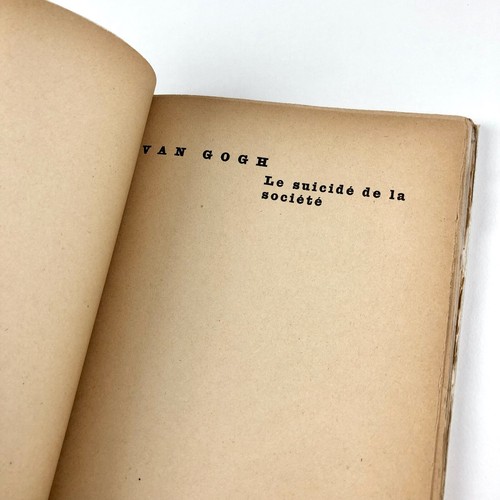 VAN GOGH
Le suicidé de la
société